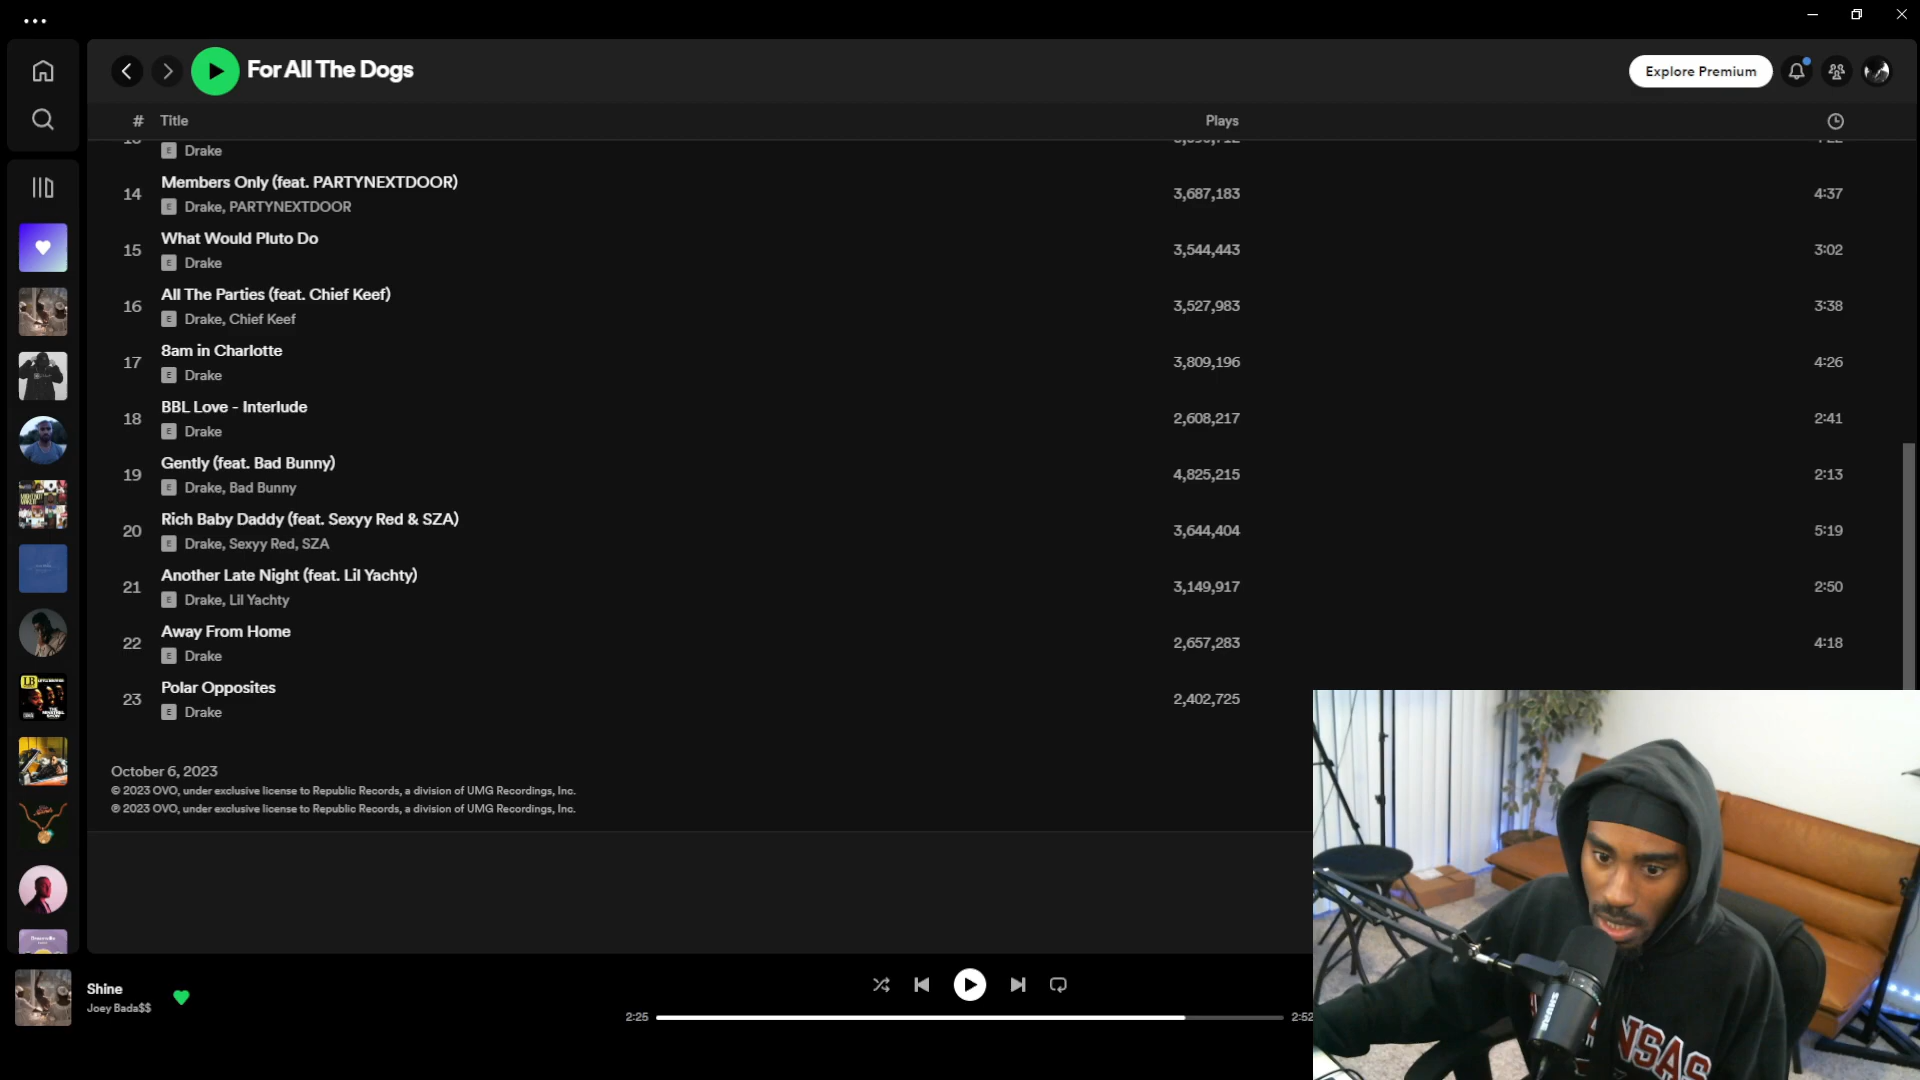 For All The Dogs
Explore Premium
# Title Plays
E Drake
14 Members Only (feat. PARTYNEXTDOOR) 3,687,183 4:37
E Drake, PARTYNEXTDOOR
15 What Would Pluto Do 3,544,443 3:02
E Drake
16 All The Parties (feat. Chief Keef) 3,527,983 3:38
E Drake, Chief Keef
17 8am in Charlotte 3,809,196 4:26
E Drake
18 BBL Love - Interlude 2,608,217 2:41
E Drake
19 Gently (feat. Bad Bunny) 4,825,215 2:13
E Drake, Bad Bunny
20 Rich Baby Daddy (feat. Sexyy Red & SZA) 3,644,404 5:19
E Drake, Sexyy Red, SZA
21 Another Late Night (feat. Lil Yachty) 3,149,917 2:50
E Drake, Lil Yachty
22 Away From Home 2,657,283 4:18
E Drake
23 Polar Opposites 2,402,725
E Drake
October 6, 2023
© 2023 OVO, under exclusive license to Republic Records, a division of UMG Recordings, Inc.
℗ 2023 OVO, under exclusive license to Republic Records, a division of UMG Recordings, Inc.
Shine
Joey Bada$$
2:25 2:52
SHURE
NSAS